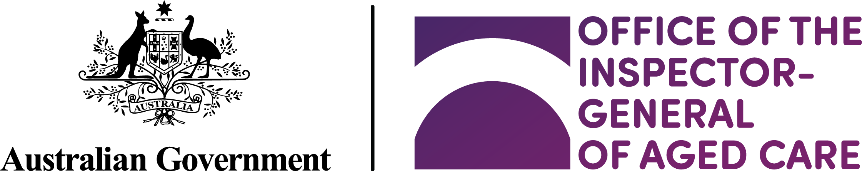 AUSTRALIA
Australian Government
OFFICE OF THE
INSPECTOR-
GENERAL
OF AGED CARE